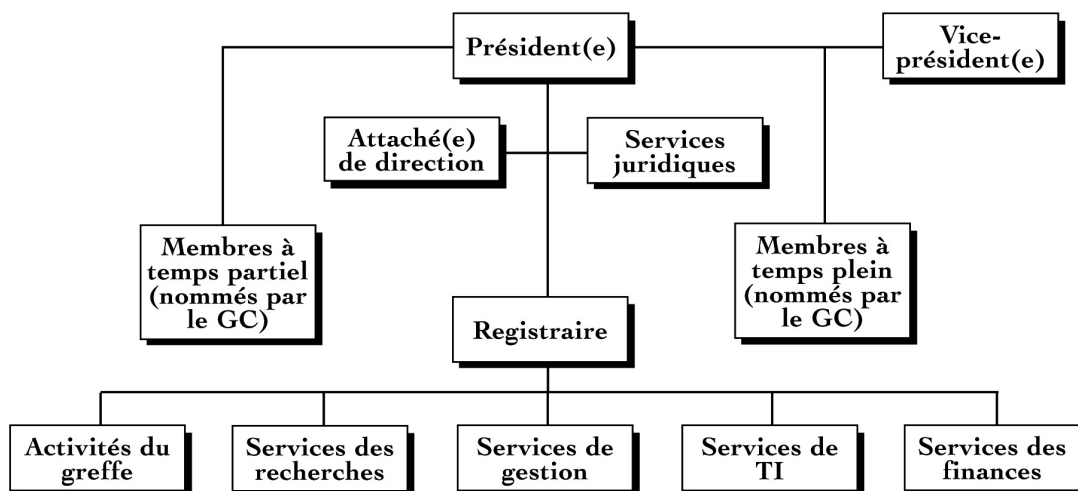 Président(e)
Vice-
président(e)
Attaché(e)
de direction
Services
juridiques
Membres à
temps partiel
(nommés par
le GC)
Membres à
temps plein
(nommés par
le GC)
Registraire
Activités du
greffe
Services des
recherches
Services de
gestion
Services de
TI
Services des
finances